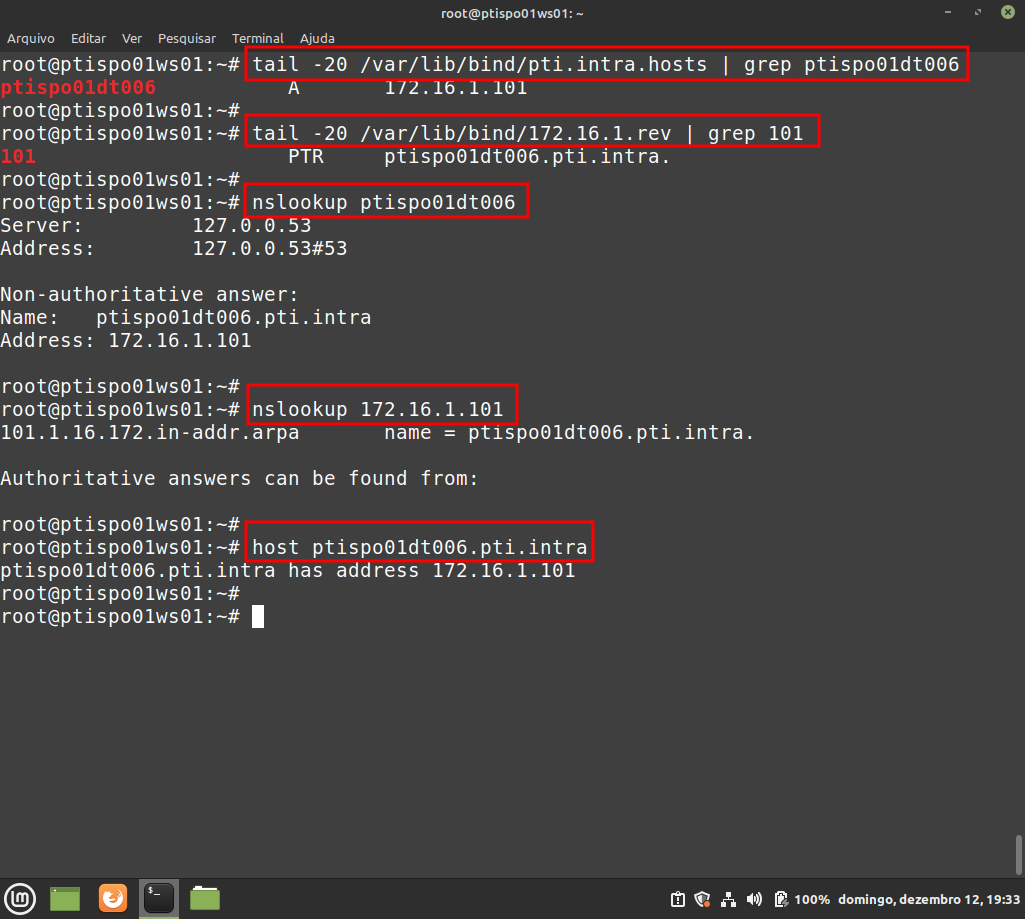 root@ptispo01ws01: ~
Arquivo Editar Ver Pesquisar Terminal Ajuda
root@ptispo01ws01:~# tail -20 /var/lib/bind/pti.intra.hosts | grep ptispo01dt006
ptispo01dt006 A 172.16.1.101
root@ptispo01ws01:~#
root@ptispo01ws01:~# tail -20 /var/lib/bind/172.16.1.rev | grep 101
101 PTR ptispo01dt006.pti.intra.
root@ptispo01ws01:~#
root@ptispo01ws01:~# nslookup ptispo01dt006
Server: 127.0.0.53
Address: 127.0.0.53#53
Non-authoritative answer:
Name: ptispo01dt006.pti.intra
Address: 172.16.1.101
root@ptispo01ws01:~#
root@ptispo01ws01:~# nslookup 172.16.1.101
101.1.16.172.in-addr.arpa name = ptispo01dt006.pti.intra.
Authoritative answers can be found from:
root@ptispo01ws01:~#
root@ptispo01ws01:~# host ptispo01dt006.pti.intra
ptispo01dt006.pti.intra has address 172.16.1.101
root@ptispo01ws01:~#
root@ptispo01ws01:~#
100% domingo, dezembro 12, 19:33